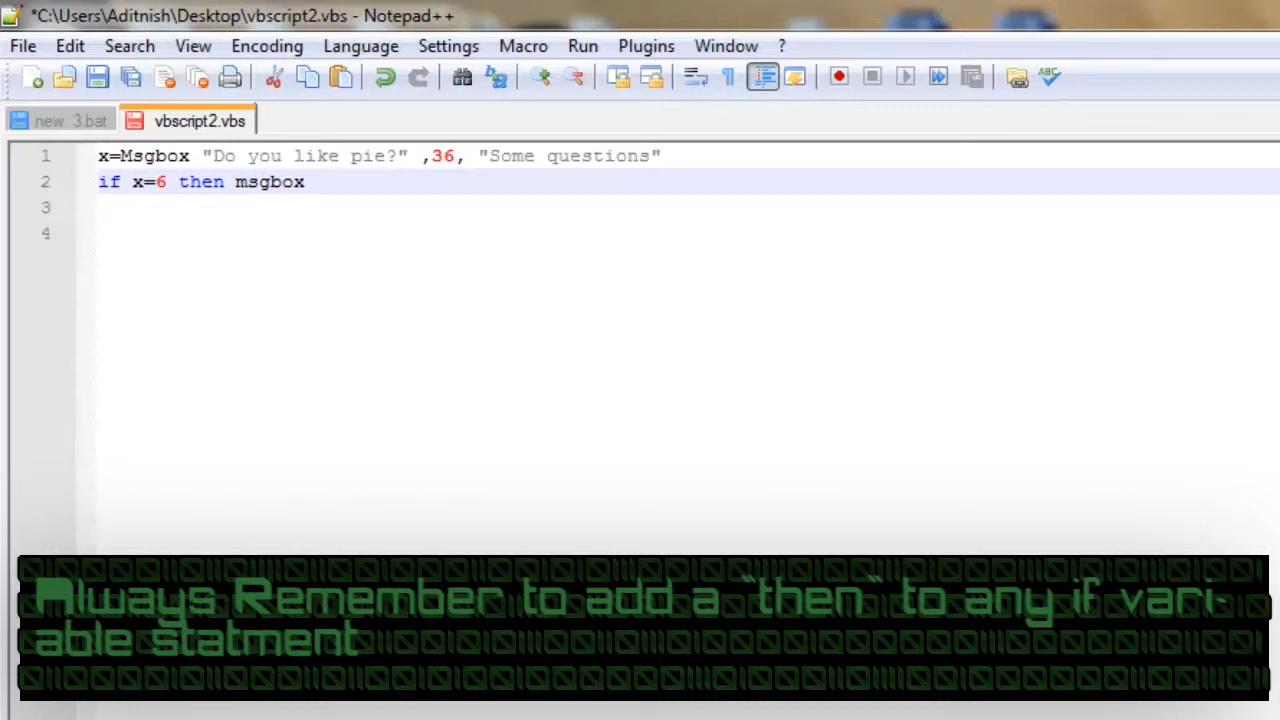 *C:\Users\Aditnish\Desktop\vbscript2.vbs - Notepad++
File Edit Search View Encoding Language Settings Macro Run Plugins Window ?
new 3.bat vbscript2.vbs
1 x=Msgbox "Do you like pie?" ,36, "Some questions"
2 if x=6 then msgbox
3
4
Always Remember to add a "then" to any if vari-
able statment